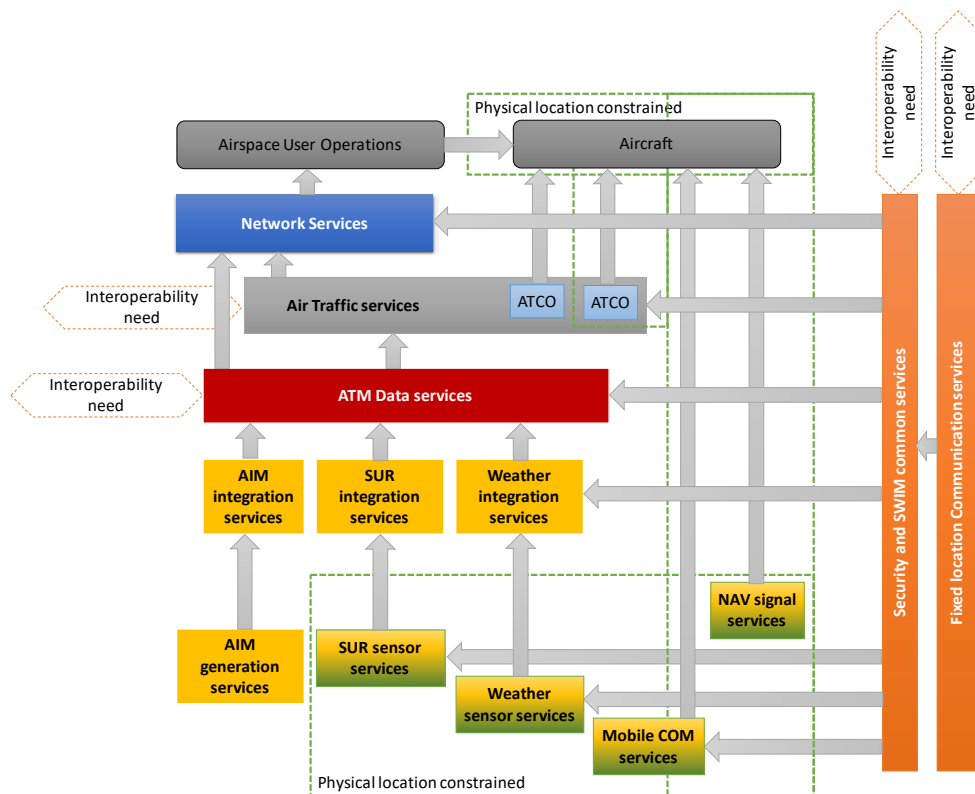 Interoperability
need
Interoperability
need
Physical location constrained
Airspace User Operations
Aircraft
Network Services
Interoperability
need
Air Traffic services
ATCO
ATCO
Interoperability
need
ATM Data services
AIM
integration
services
SUR
integration
services
Weather
integration
services
Security and SWIM common services
Fixed location Communication services
NAV signal
services
AIM
generation
services
SUR sensor
services
Weather
sensor services
Mobile COM
services
Physical location constrained